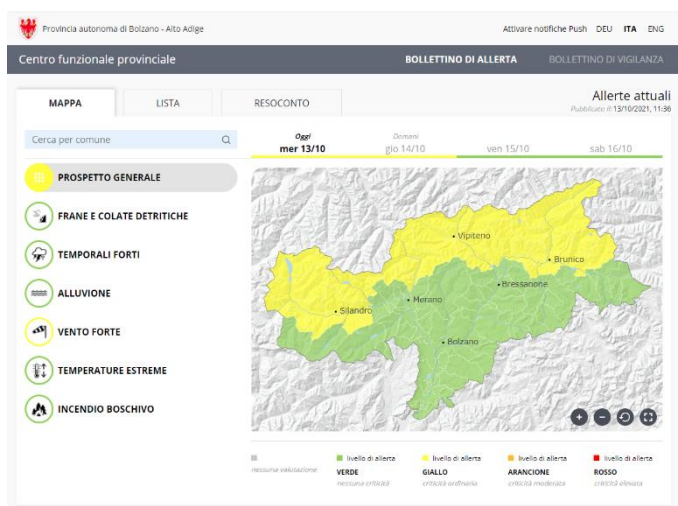 Provincia autonoma di Bolzano - Alto Adige
Attivare notifiche Push DEU ITA ENG
Centro funzionale provinciale
BOLLETTINO DI ALLERTA BOLLETTINO DI VIGILANZA
MAPPA LISTA RESOCONTO
Allerte attuali
Pubblicato il: 13/10/2021, 11:36
Cerca per comune
Oggi Domani
mer 13/10 gio 14/10 ven 15/10 sab 16/10
PROSPETTO GENERALE
FRANE E COLATE DETRITICHE
TEMPORALI FORTI
ALLUVIONE
VENTO FORTE
TEMPERATURE ESTREME
INCENDIO BOSCHIVO
Vipiteno
Brunico
Bressanone
Merano
Silandro
Bolzano
nessuna valutazione
livello di allerta
VERDE
nessuna criticità
livello di allerta
GIALLO
criticità ordinaria
livello di allerta
ARANCIONE
criticità moderata
livello di allerta
ROSSO
criticità elevata